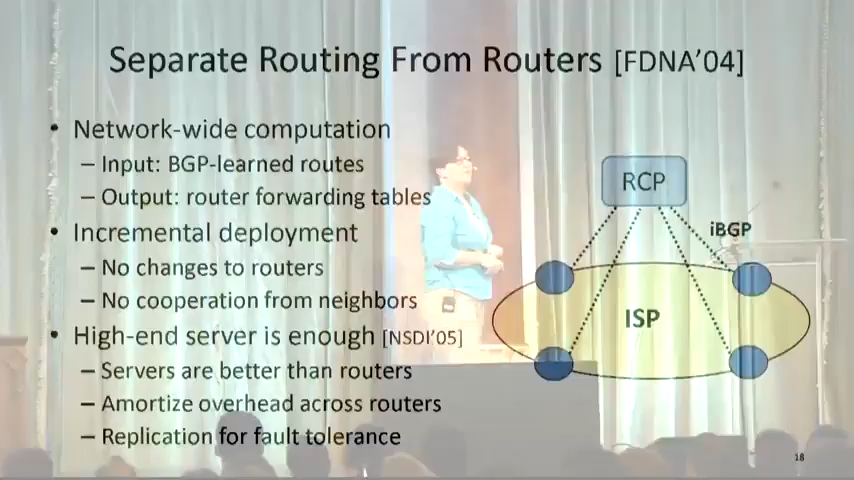 Separate Routing From Routers [FDNA'04]
• Network-wide computation
– Input: BGP-learned routes
– Output: router forwarding tables
• Incremental deployment
– No changes to routers
– No cooperation from neighbors
• High-end server is enough [NSDI'05]
– Servers are better than routers
– Amortize overhead across routers
– Replication for fault tolerance
RCP
iBGP
ISP
18